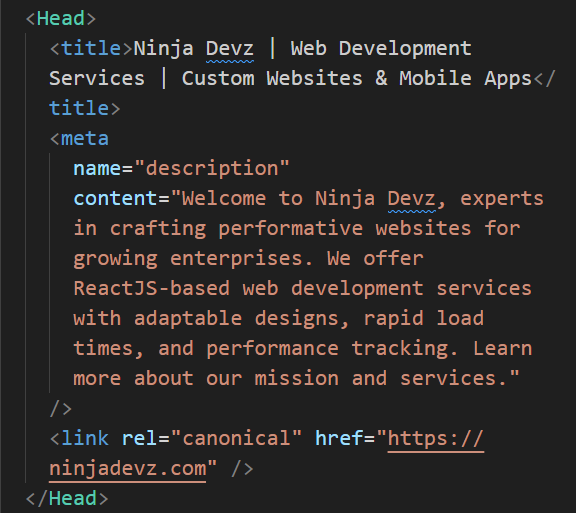 <Head>
<title>Ninja Devz | Web Development
Services | Custom Websites & Mobile Apps</
title>
<meta
name="description"
content="Welcome to Ninja Devz, experts
in crafting performative websites for
growing enterprises. We offer
ReactJS-based web development services
with adaptable designs, rapid load
times, and performance tracking. Learn
more about our mission and services."
/>
<link rel="canonical" href="https://
ninjadevz.com" />
</Head>